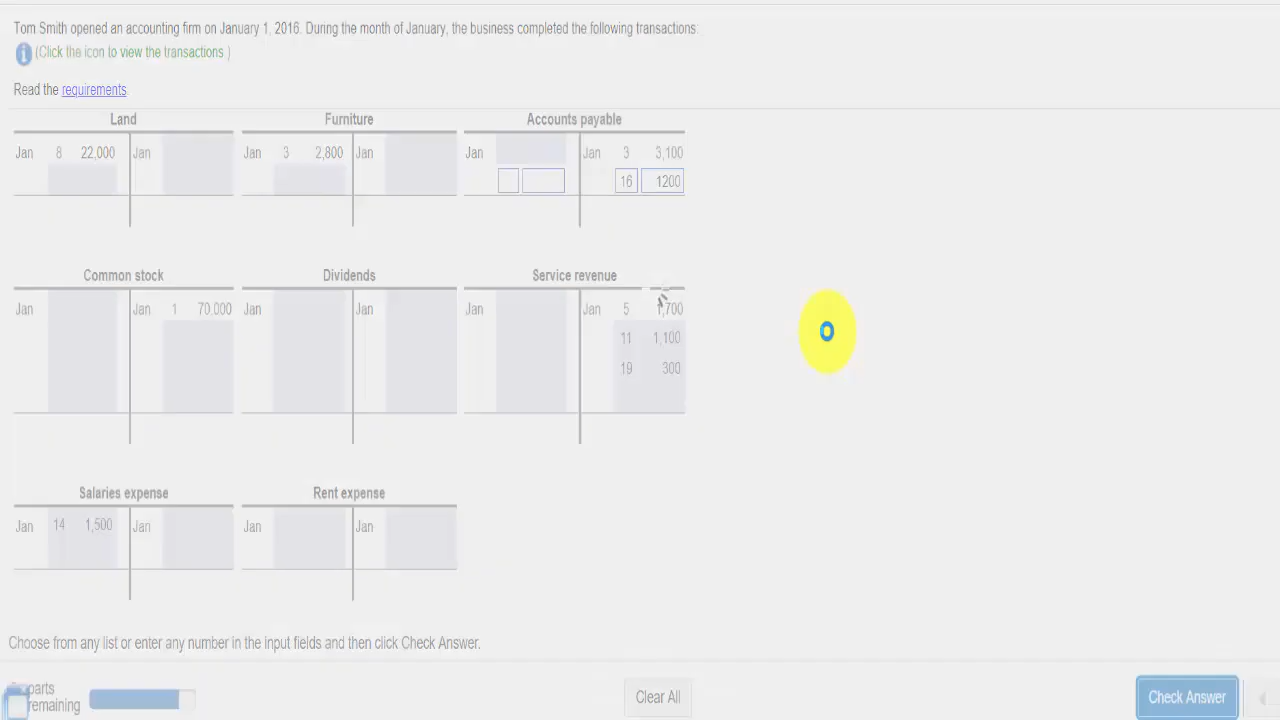 Tom Smith opened an accounting firm on January 1, 2016. During the month of January, the business completed the following transactions:
(Click the icon to view the transactions.)
Read the requirements.
Land Furniture Accounts payable
Jan 8 22,000 Jan Jan 3 2,800 Jan Jan Jan 3 3,100
16 1200
Common stock Dividends Service revenue
Jan Jan 1 70,000 Jan Jan Jan Jan 5 1,700
11 1,100
19 300
Salaries expense Rent expense
Jan 14 1,500 Jan Jan Jan
Choose from any list or enter any number in the input fields and then click Check Answer.
parts
remaining
Clear All
Check Answer